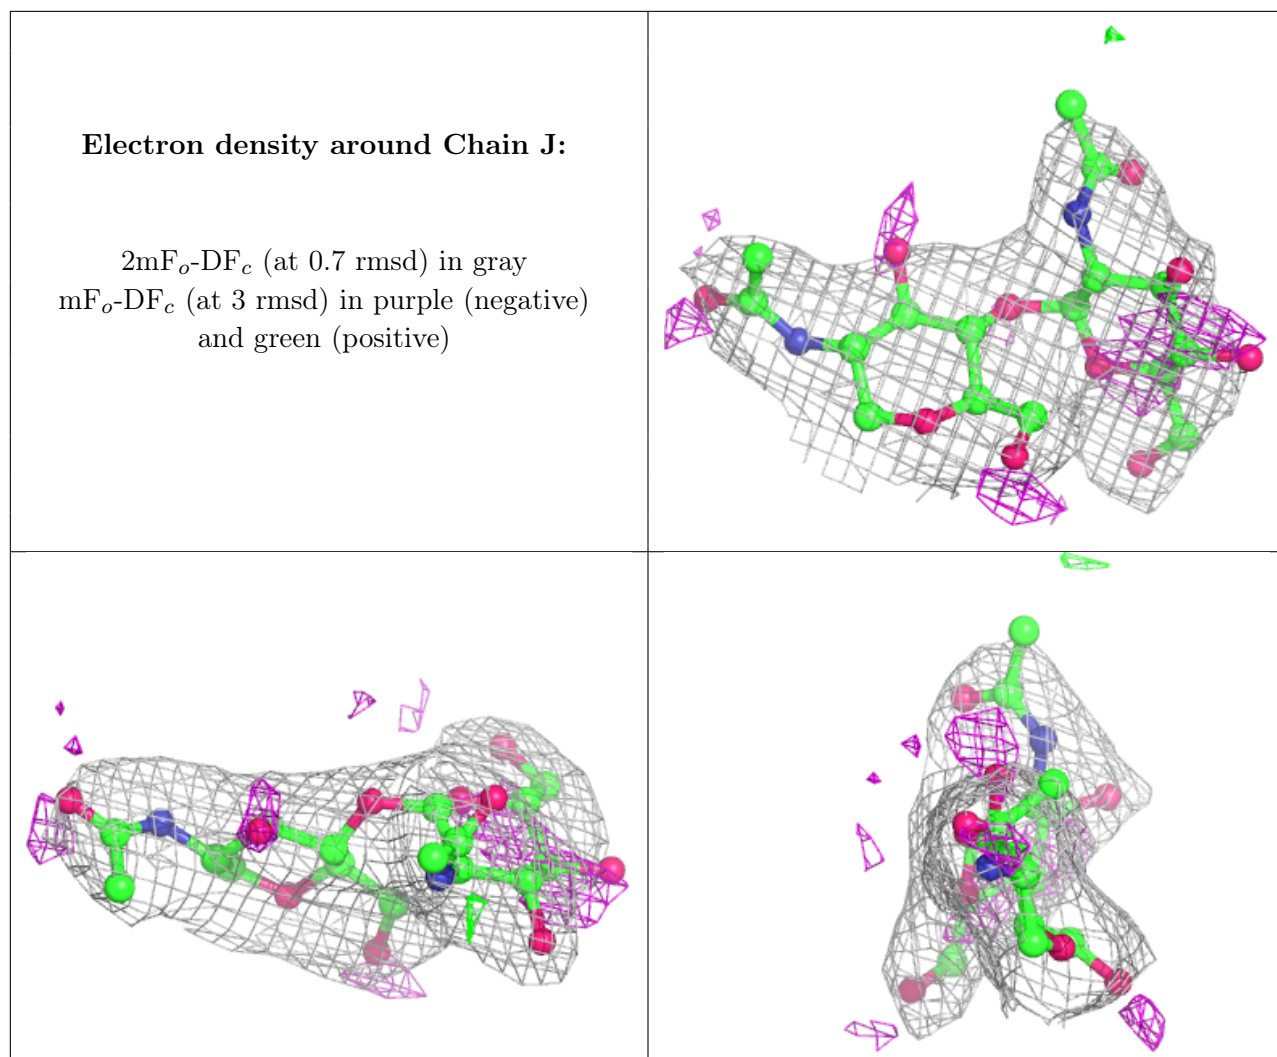 Electron density around Chain J:
2mFₒ-DF𝒸 (at 0.7 rmsd) in gray
mFₒ-DF𝒸 (at 3 rmsd) in purple (negative)
and green (positive)